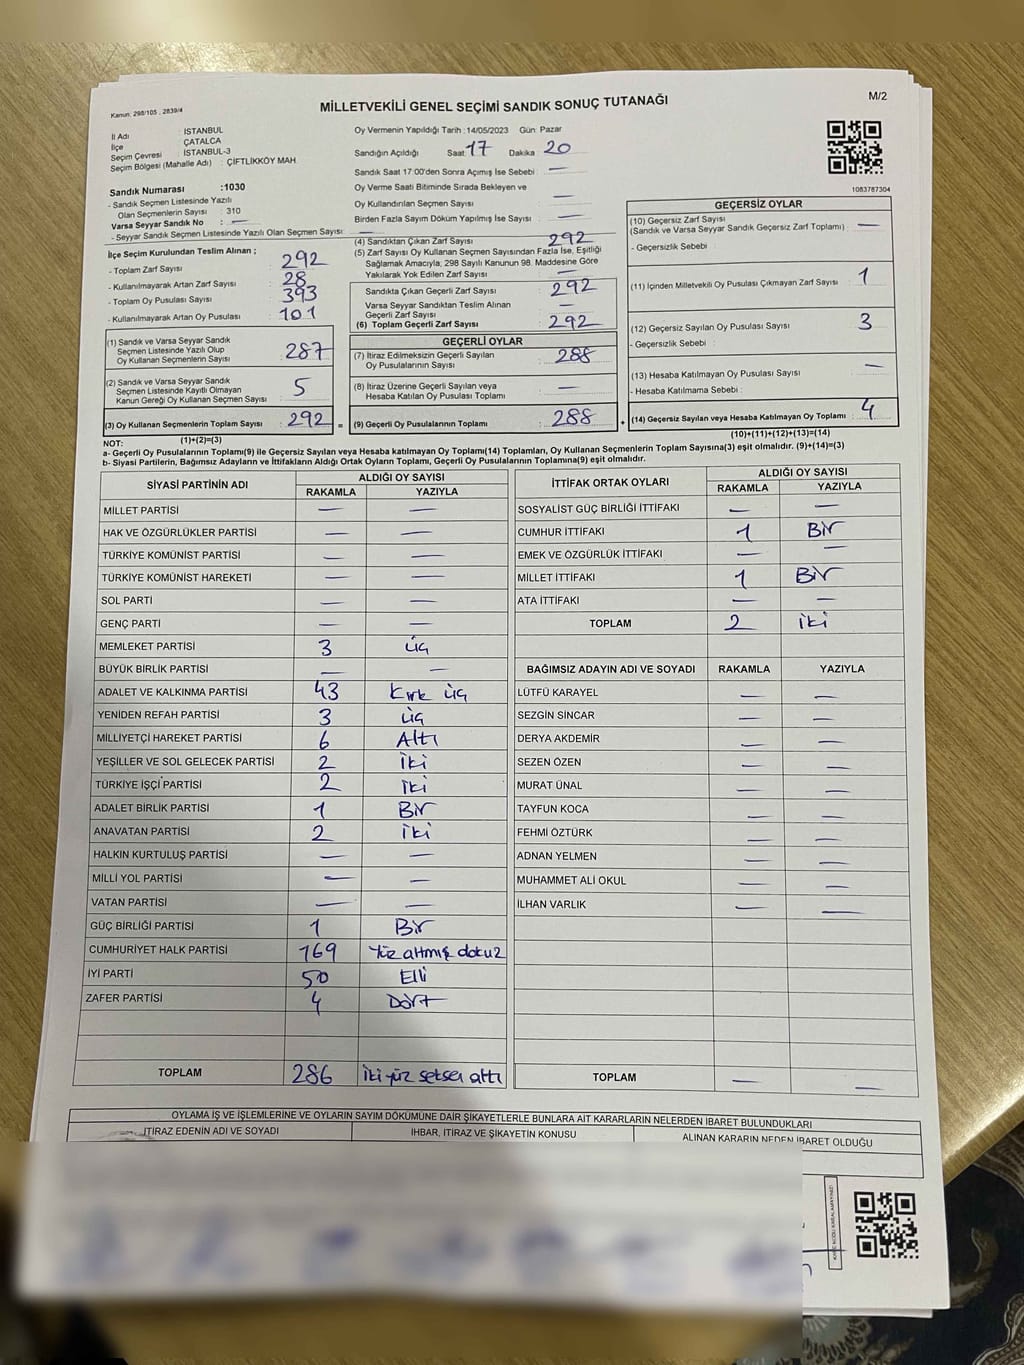 Kanun: 298/105 , 2839/4
MİLLETVEKİLİ GENEL SEÇİMİ SANDIK SONUÇ TUTANAĞI
M/2
İl Adı : İSTANBUL
İlçe : ÇATALCA
Seçim Çevresi : İSTANBUL-3
Seçim Bölgesi (Mahalle Adı) : ÇİFTLİKKÖY MAH
Sandık Numarası :1030
- Sandık Seçmen Listesinde Yazılı
Olan Seçmenlerin Sayısı : 310
Varsa Seyyar Sandık No : —
- Seyyar Sandık Seçmen Listesinde Yazılı Olan Seçmen Sayısı: —
Oy Vermenin Yapıldığı Tarih :14/05/2023 Gün: Pazar
Sandığın Açıldığı Saat: 17 Dakika 20
Sandık Saat 17:00'den Sonra Açımış İse Sebebi : —
Oy Verme Saati Bitiminde Sırada Bekleyen ve
Oy Kullandırılan Seçmen Sayısı : —
Birden Fazla Sayım Döküm Yapılmış İse Sayısı : —
1083787304
İlçe Seçim Kurulundan Teslim Alınan ;
- Toplam Zarf Sayısı : 292
- Kullanılmayarak Artan Zarf Sayısı : 28
- Toplam Oy Pusulası Sayısı : 393
- Kullanılmayarak Artan Oy Pusulası : 101
(4) Sandıktan Çıkan Zarf Sayısı : 292
(5) Zarf Sayısı Oy Kullanan Seçmen Sayısından Fazla İse, Eşitliği
Sağlamak Amacıyla, 298 Sayılı Kanunun 98. Maddesine Göre
Yakılarak Yok Edilen Zarf Sayısı : —
Sandıkta Çıkan Geçerli Zarf Sayısı : 292
Varsa Seyyar Sandıktan Teslim Alınan
Geçerli Zarf Sayısı : —
(6) Toplam Geçerli Zarf Sayısı : 292
GEÇERSİZ OYLAR
(10) Geçersiz Zarf Sayısı
(Sandık ve Varsa Seyyar Sandık Geçersiz Zarf Toplamı) : —
- Geçersizlik Sebebi :
(11) İçinden Milletvekili Oy Pusulası Çıkmayan Zarf Sayısı : 1
(12) Geçersiz Sayılan Oy Pusulası Sayısı : 3
- Geçersizlik Sebebi :
(13) Hesaba Katılmayan Oy Pusulası Sayısı : —
- Hesaba Katılmama Sebebi :
(14) Geçersiz Sayılan veya Hesaba Katılmayan Oy Toplamı : 4
(10)+(11)+(12)+(13)=(14)
(1) Sandık ve Varsa Seyyar Sandık
Seçmen Listesinde Yazılı Olup
Oy Kullanan Seçmenlerin Sayısı : 287
(2) Sandık ve Varsa Seyyar Sandık
Seçmen Listesinde Kayıtlı Olmayan
Kanun Gereği Oy Kullanan Seçmen Sayısı : 5
(3) Oy Kullanan Seçmenlerin Toplam Sayısı : 292 =
(1)+(2)=(3)
GEÇERLİ OYLAR
(7) İtiraz Edilmeksizin Geçerli Sayılan
Oy Pusulalarının Sayısı : 288
(8) İtiraz Üzerine Geçerli Sayılan veya
Hesaba Katılan Oy Pusulası Toplamı : —
(9) Geçerli Oy Pusulalarının Toplamı : 288 +
NOT:
a- Geçerli Oy Pusulalarının Toplamı(9) ile Geçersiz Sayılan veya Hesaba katılmayan Oy Toplamı(14) Toplamları, Oy Kullanan Seçmenlerin Toplam Sayısına(3) eşit olmalıdır. (9)+(14)=(3)
b- Siyasi Partilerin, Bağımsız Adayların ve İttifakların Aldığı Ortak Oyların Toplamı, Geçerli Oy Pusulalarının Toplamına(9) eşit olmalıdır.
SİYASİ PARTİNİN ADI ALDIĞI OY SAYISI
RAKAMLA YAZIYLA
MİLLET PARTİSİ — —
HAK VE ÖZGÜRLÜKLER PARTİSİ — —
TÜRKİYE KOMÜNİST PARTİSİ — —
TÜRKİYE KOMÜNİST HAREKETİ — —
SOL PARTİ — —
GENÇ PARTİ — —
MEMLEKET PARTİSİ 3 üç
BÜYÜK BİRLİK PARTİSİ — —
ADALET VE KALKINMA PARTİSİ 43 Kırk üç
YENİDEN REFAH PARTİSİ 3 üç
MİLLİYETÇİ HAREKET PARTİSİ 6 Altı
YEŞİLLER VE SOL GELECEK PARTİSİ 2 iki
TÜRKİYE İŞÇİ PARTİSİ 2 iki
ADALET BİRLİK PARTİSİ 1 Bir
ANAVATAN PARTİSİ 2 iki
HALKIN KURTULUŞ PARTİSİ — —
MİLLİ YOL PARTİSİ — —
VATAN PARTİSİ — —
GÜÇ BİRLİĞİ PARTİSİ 1 Bir
CUMHURİYET HALK PARTİSİ 169 Yüz altmış dokuz
İYİ PARTİ 50 Elli
ZAFER PARTİSİ 4 Dört
TOPLAM 286 iki yüz seksen altı
İTTİFAK ORTAK OYLARI ALDIĞI OY SAYISI
RAKAMLA YAZIYLA
SOSYALİST GÜÇ BİRLİĞİ İTTİFAKI — —
CUMHUR İTTİFAKI 1 Bir
EMEK VE ÖZGÜRLÜK İTTİFAKI — —
MİLLET İTTİFAKI 1 Bir
ATA İTTİFAKI — —
TOPLAM 2 iki
BAĞIMSIZ ADAYIN ADI VE SOYADI RAKAMLA YAZIYLA
LÜTFÜ KARAYEL — —
SEZGİN SİNCAR — —
DERYA AKDEMİR — —
SEZEN ÖZEN — —
MURAT ÜNAL — —
TAYFUN KOCA — —
FEHMİ ÖZTÜRK — —
ADNAN YELMEN — —
MUHAMMET ALİ OKUL — —
İLHAN VARLIK — —
TOPLAM — —
OYLAMA İŞ VE İŞLEMLERİNE VE OYLARIN SAYIM DÖKÜMÜNE DAİR ŞİKAYETLERLE BUNLARA AİT KARARLARIN NELERDEN İBARET BULUNDUKLARI
İTİRAZ EDENİN ADI VE SOYADI İHBAR, İTİRAZ VE ŞİKAYETİN KONUSU ALINAN KARARIN NEDEN İBARET OLDUĞU